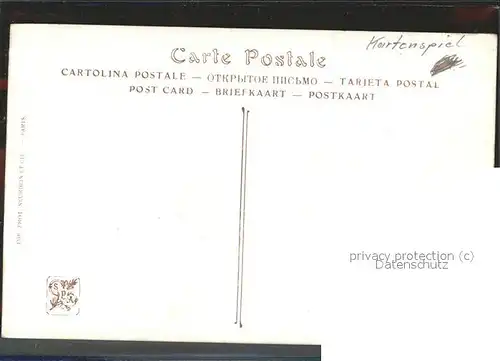 Kartenspiel
Carte Postale
CARTOLINA POSTALE — ОТКРЫТОЕ ПИСЬМО — TARJETA POSTAL
POST CARD — BRIEFKAART — POSTKAART
privacy protection (c)
Datenschutz